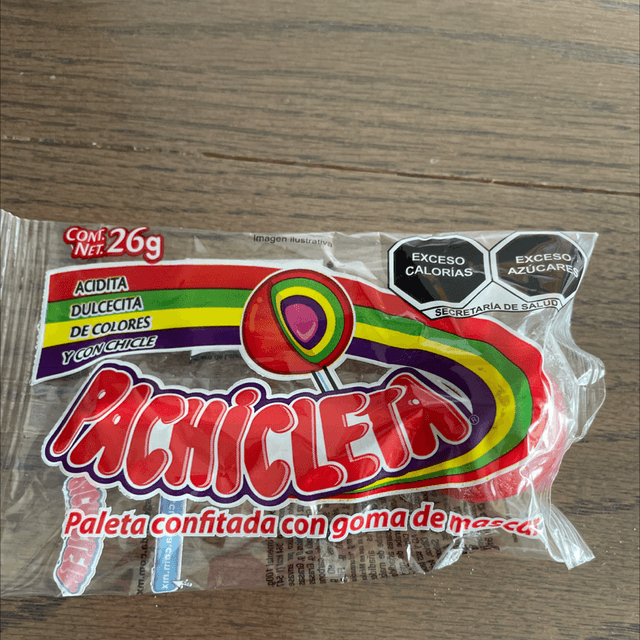 CONT. NET. 26g
imagen ilustrativa
EXCESO CALORÍAS
EXCESO AZÚCARES
SECRETARÍA DE SALUD
ACIDITA
DULCECITA
DE COLORES
Y CON CHICLE
PACHICLETA
Paleta confitada con goma de mascar